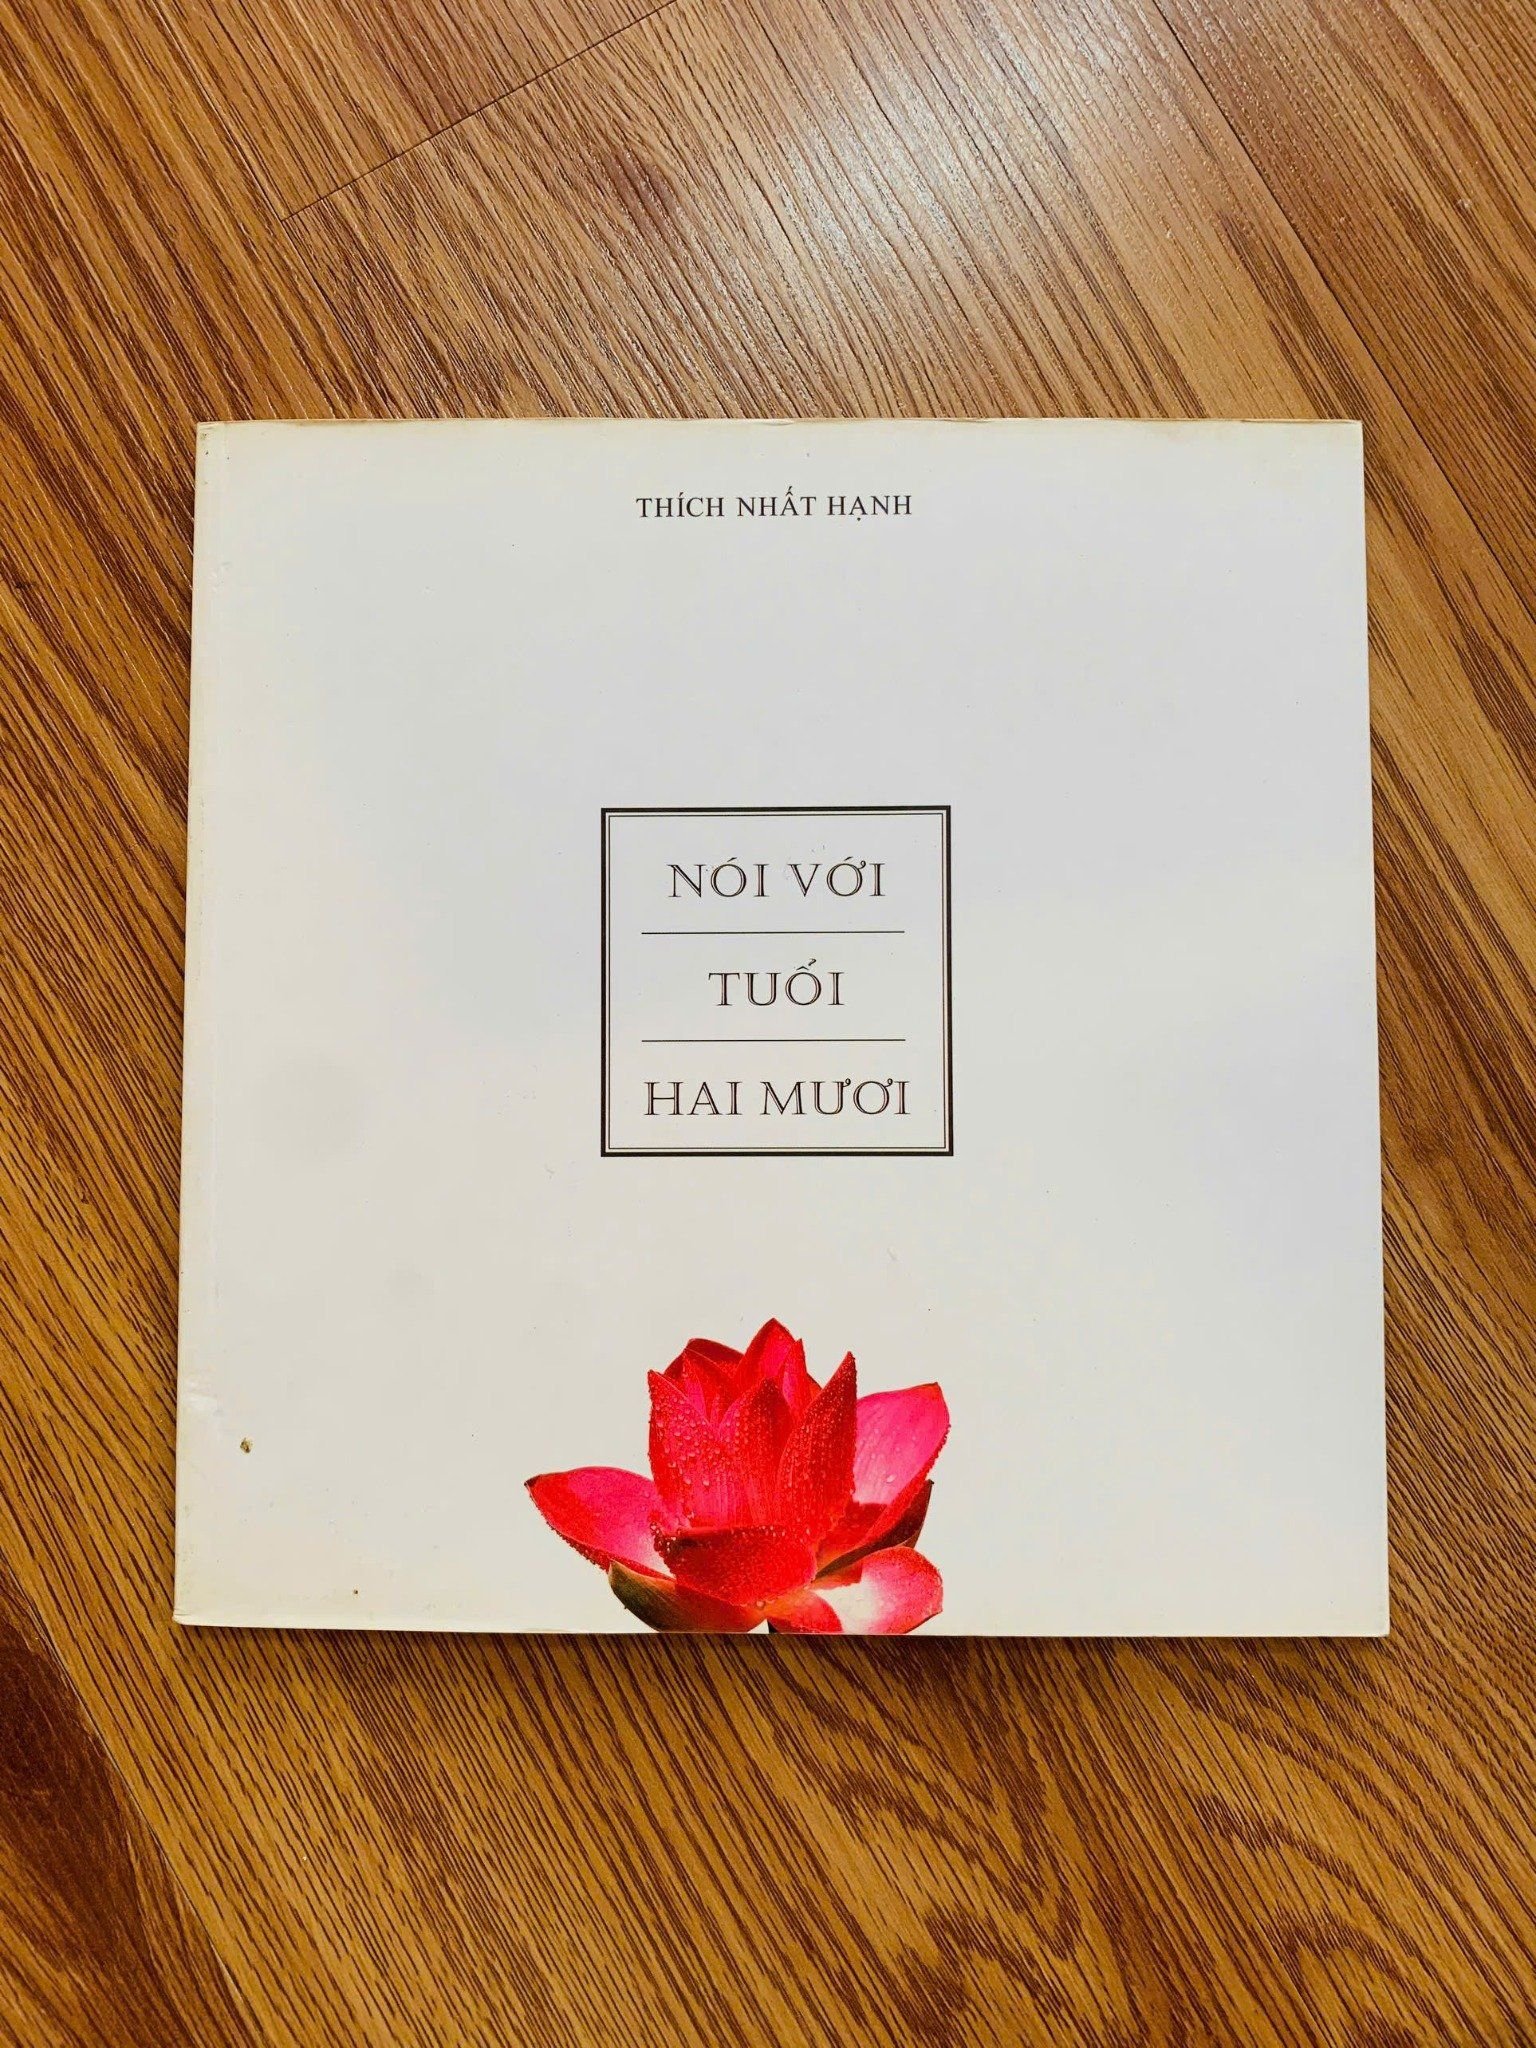 THÍCH NHẤT HẠNH
NÓI VỚI
TUỔI
HAI MƯƠI